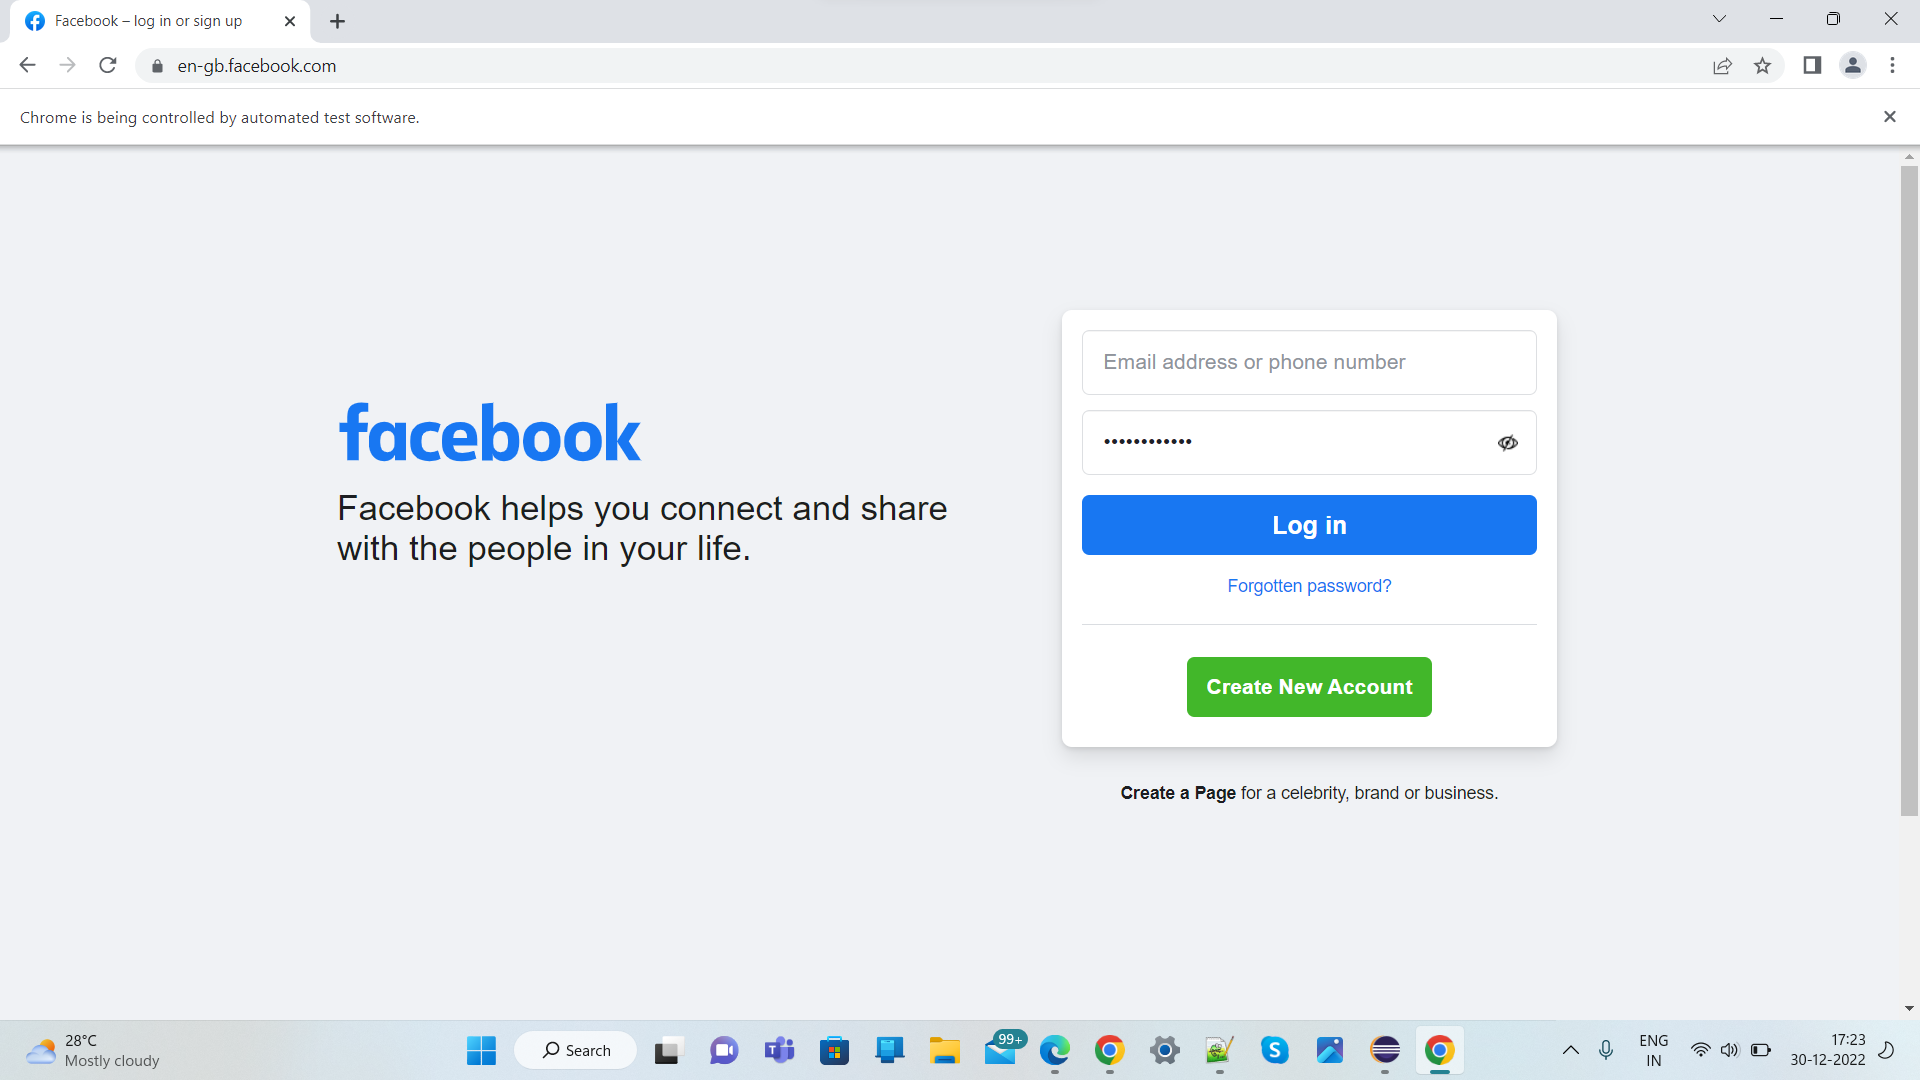 Facebook – log in or sign up
en-gb.facebook.com
Chrome is being controlled by automated test software.
facebook
Facebook helps you connect and share
with the people in your life.
Email address or phone number
••••••••••••
Log in
Forgotten password?
Create New Account
Create a Page for a celebrity, brand or business.
28°C
Mostly cloudy
Search
99+
ENG
IN
17:23
30-12-2022